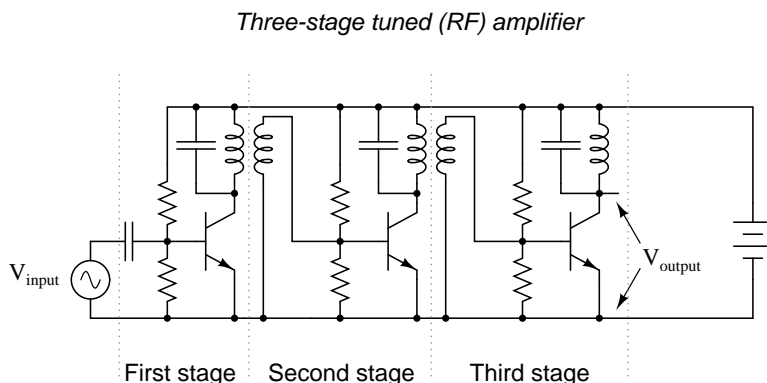 Three-stage tuned (RF) amplifier
Vinput
Voutput
First stage
Second stage
Third stage